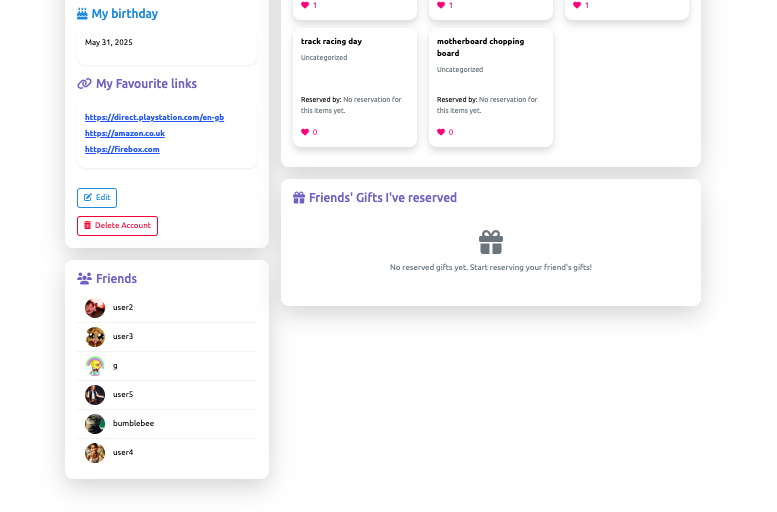 My birthday
May 31, 2025
My Favourite links
https://direct.playstation.com/en-gb
https://amazon.co.uk
https://firebox.com
Edit
Delete Account
Friends
user2
user3
g
user5
bumblebee
user4
1
1
1
track racing day
Uncategorized
Reserved by: No reservation for
this items yet.
0
motherboard chopping
board
Uncategorized
Reserved by: No reservation for
this items yet.
0
Friends' Gifts I've reserved
No reserved gifts yet. Start reserving your friend's gifts!